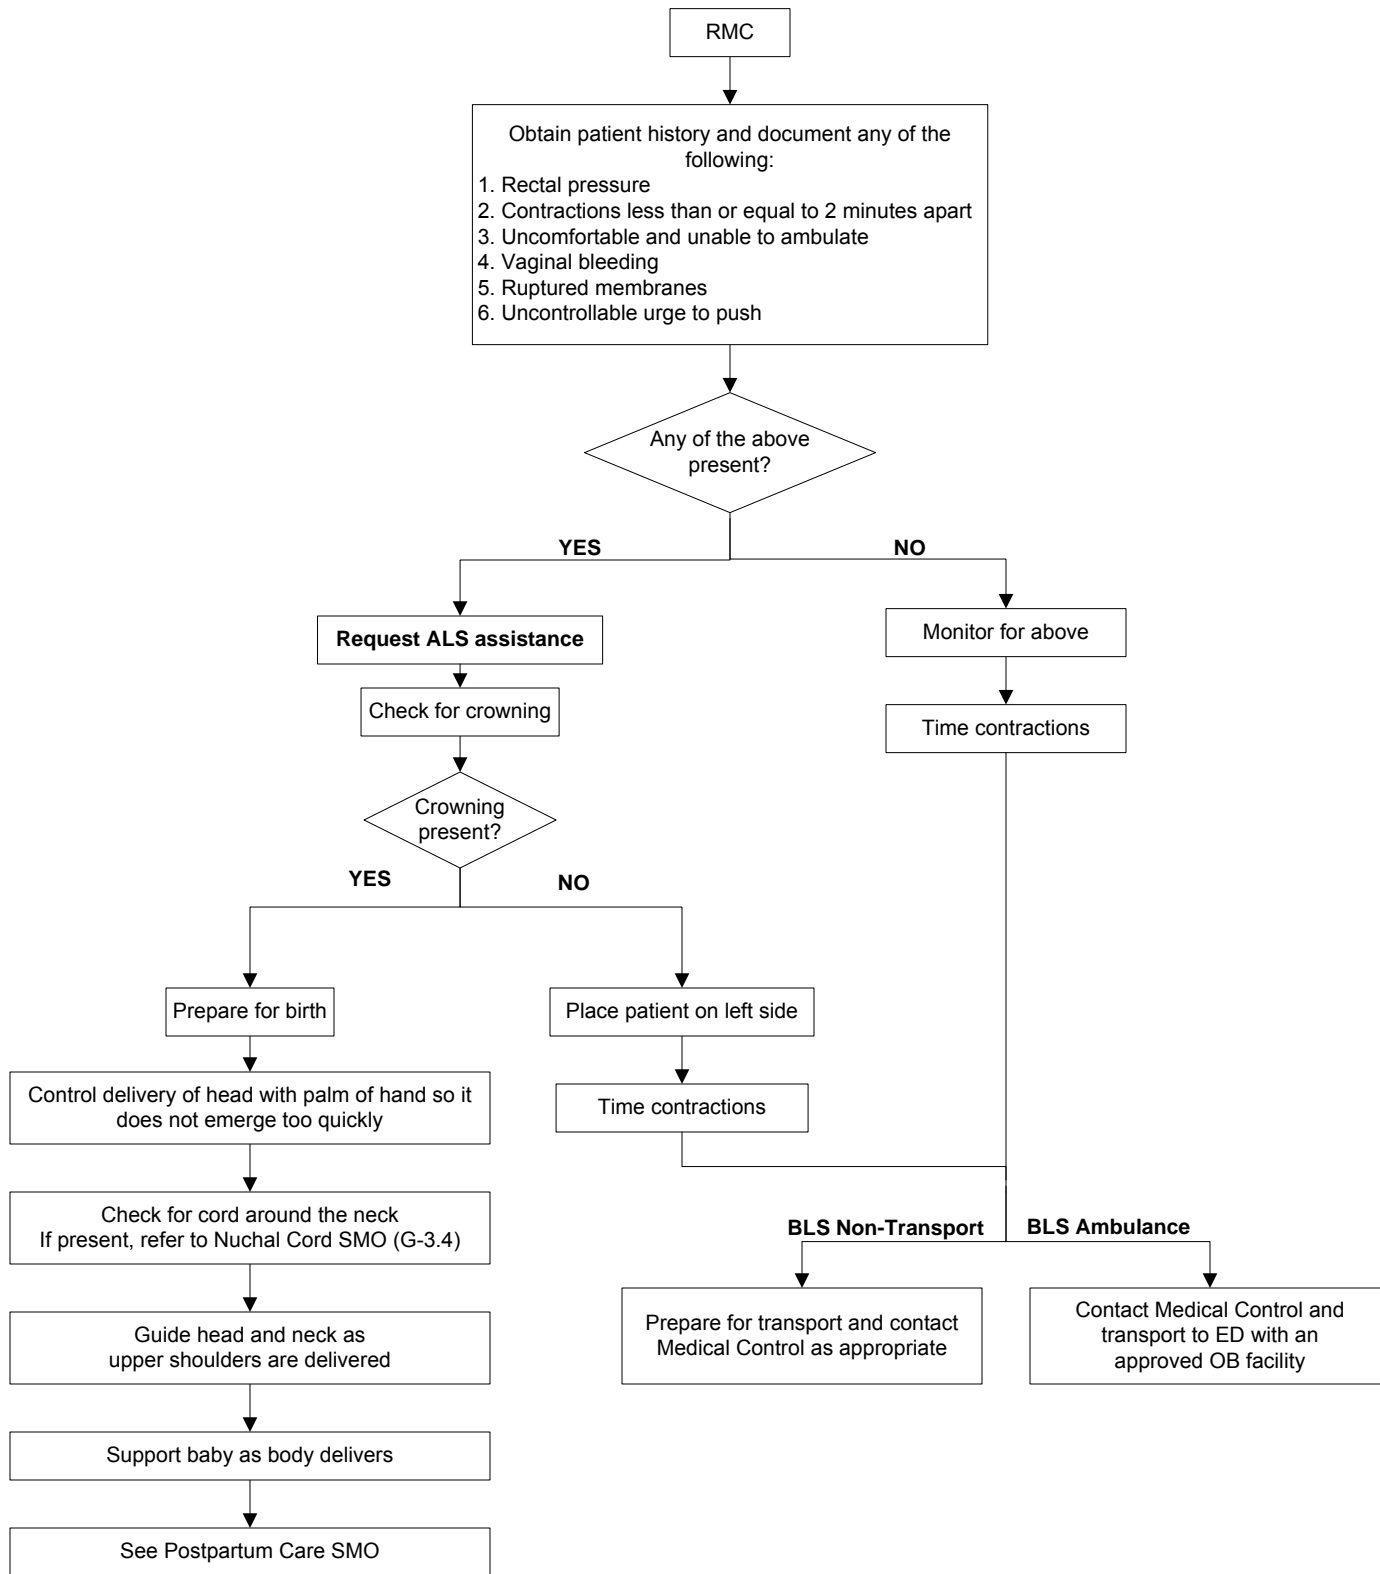 RMC
Obtain patient history and document any of the
following:
1. Rectal pressure
2. Contractions less than or equal to 2 minutes apart
3. Uncomfortable and unable to ambulate
4. Vaginal bleeding
5. Ruptured membranes
6. Uncontrollable urge to push
Any of the above
present?
YES
NO
Request ALS assistance
Monitor for above
Check for crowning
Time contractions
Crowning
present?
YES
NO
Prepare for birth
Place patient on left side
Control delivery of head with palm of hand so it
does not emerge too quickly
Time contractions
Check for cord around the neck
If present, refer to Nuchal Cord SMO (G-3.4)
BLS Non-Transport
BLS Ambulance
Guide head and neck as
upper shoulders are delivered
Prepare for transport and contact
Medical Control as appropriate
Contact Medical Control and
transport to ED with an
approved OB facility
Support baby as body delivers
See Postpartum Care SMO